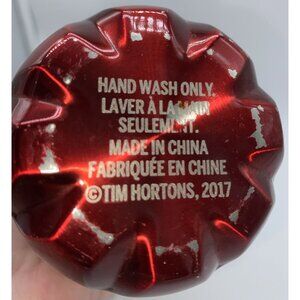 HAND WASH ONLY.
LAVER À LA MAIN
SEULEMENT.
MADE IN CHINA
FABRIQUÉE EN CHINE
©TIM HORTONS, 2017